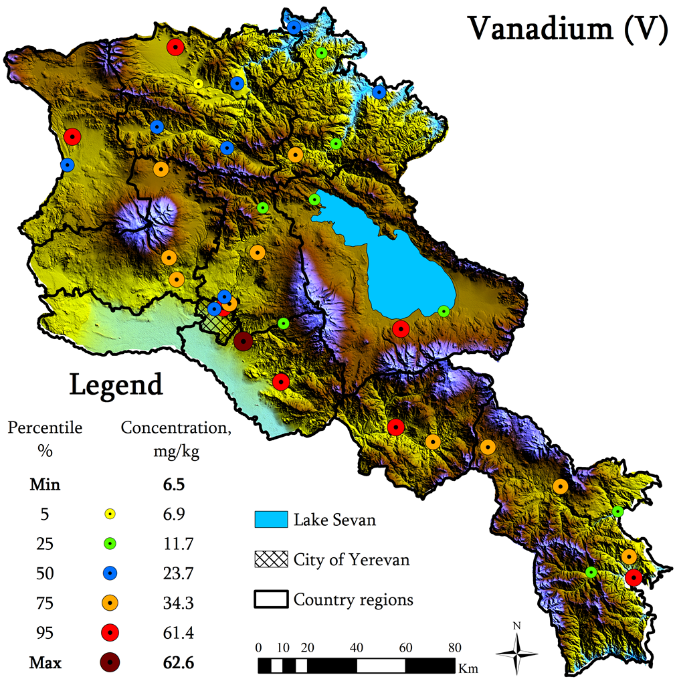 Vanadium (V)
Legend
Percentile
%
Concentration,
mg/kg
Min 6.5
5 6.9
25 11.7
50 23.7
75 34.3
95 61.4
Max 62.6
Lake Sevan
City of Yerevan
Country regions
0 10 20 40 60 80
Km
N